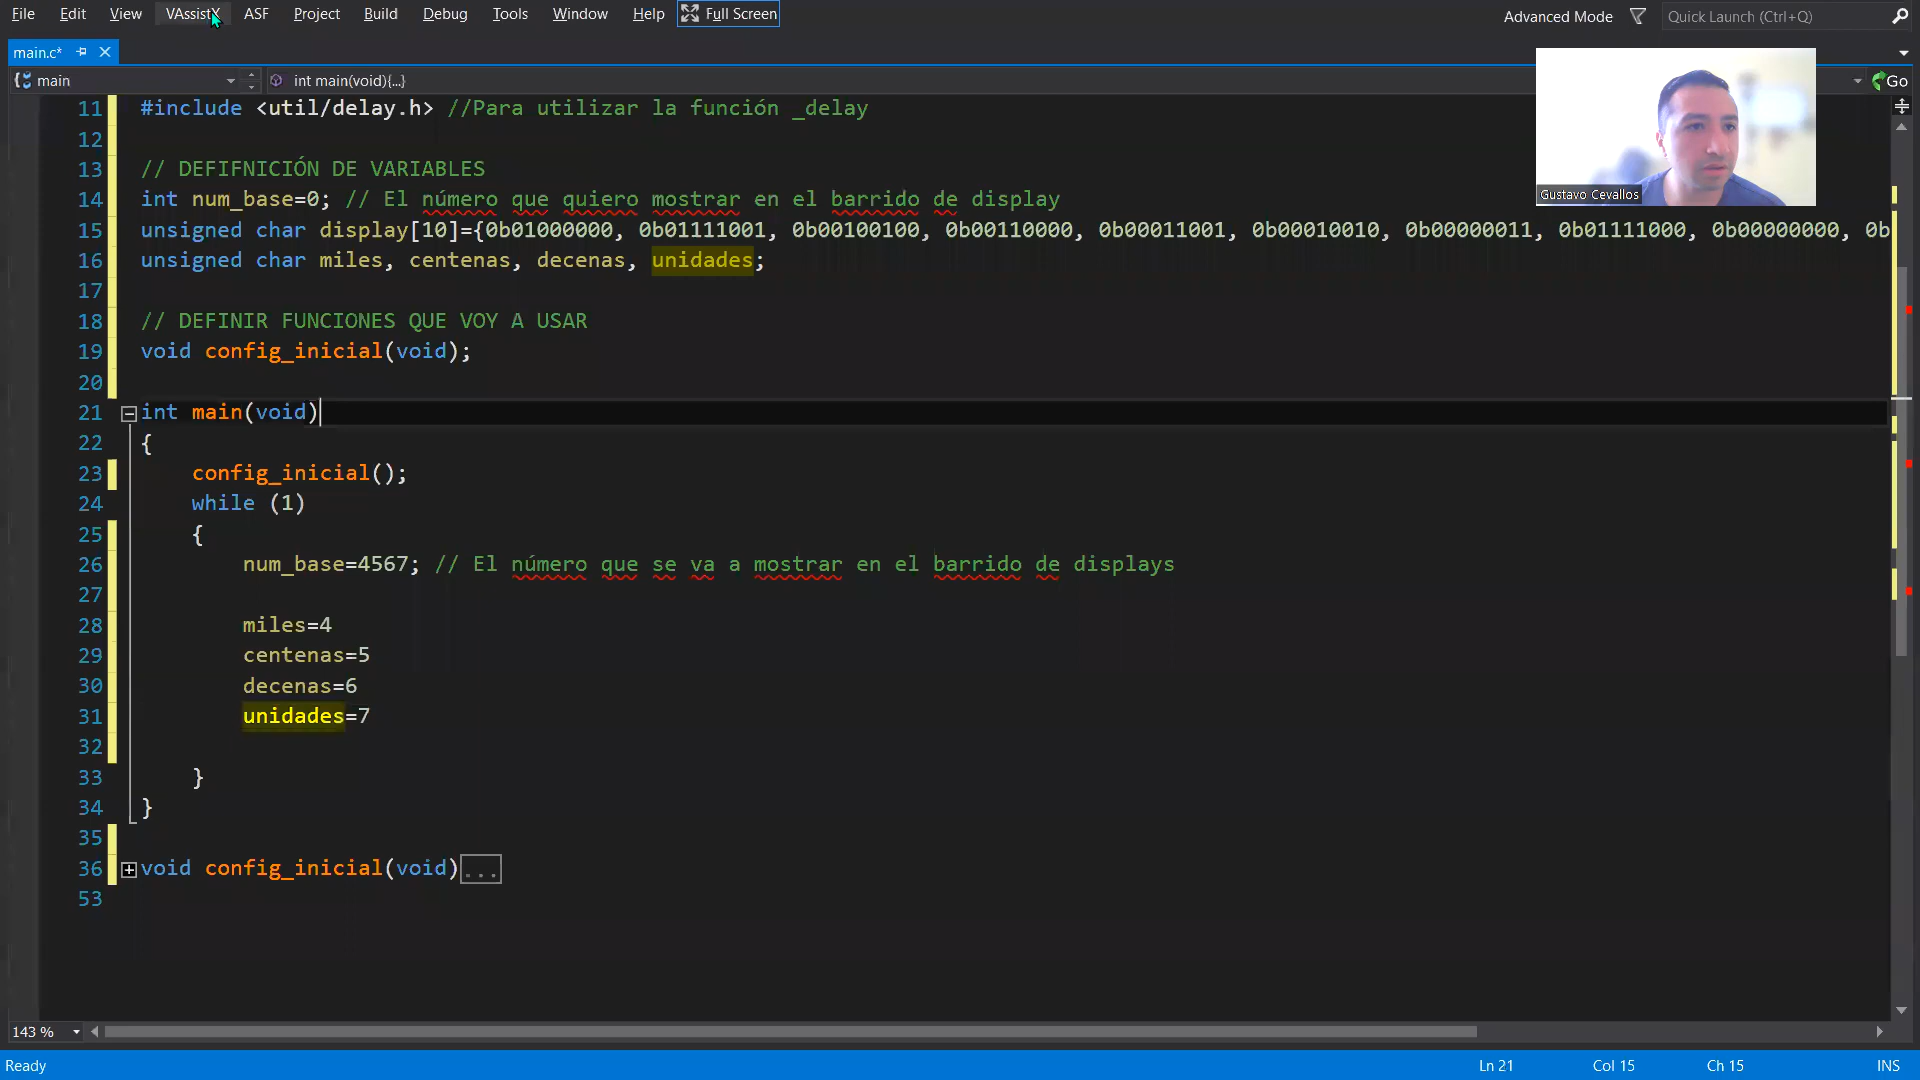 File Edit View VAssistX ASF Project Build Debug Tools Window Help Full Screen Advanced Mode Quick Launch (Ctrl+Q)
main.c*
main int main(void){...} Go
Gustavo Cevallos
11 #include <util/delay.h> //Para utilizar la función _delay
12
13 // DEFIFNICIÓN DE VARIABLES
14 int num_base=0; // El número que quiero mostrar en el barrido de display
15 unsigned char display[10]={0b01000000, 0b01111001, 0b00100100, 0b00110000, 0b00011001, 0b00010010, 0b00000011, 0b01111000, 0b00000000, 0b
16 unsigned char miles, centenas, decenas, unidades;
17
18 // DEFINIR FUNCIONES QUE VOY A USAR
19 void config_inicial(void);
20
21 int main(void)
22 {
23 config_inicial();
24 while (1)
25 {
26 num_base=4567; // El número que se va a mostrar en el barrido de displays
27
28 miles=4
29 centenas=5
30 decenas=6
31 unidades=7
32
33 }
34 }
35
36 void config_inicial(void)...
53
143 %
Ready Ln 21 Col 15 Ch 15 INS